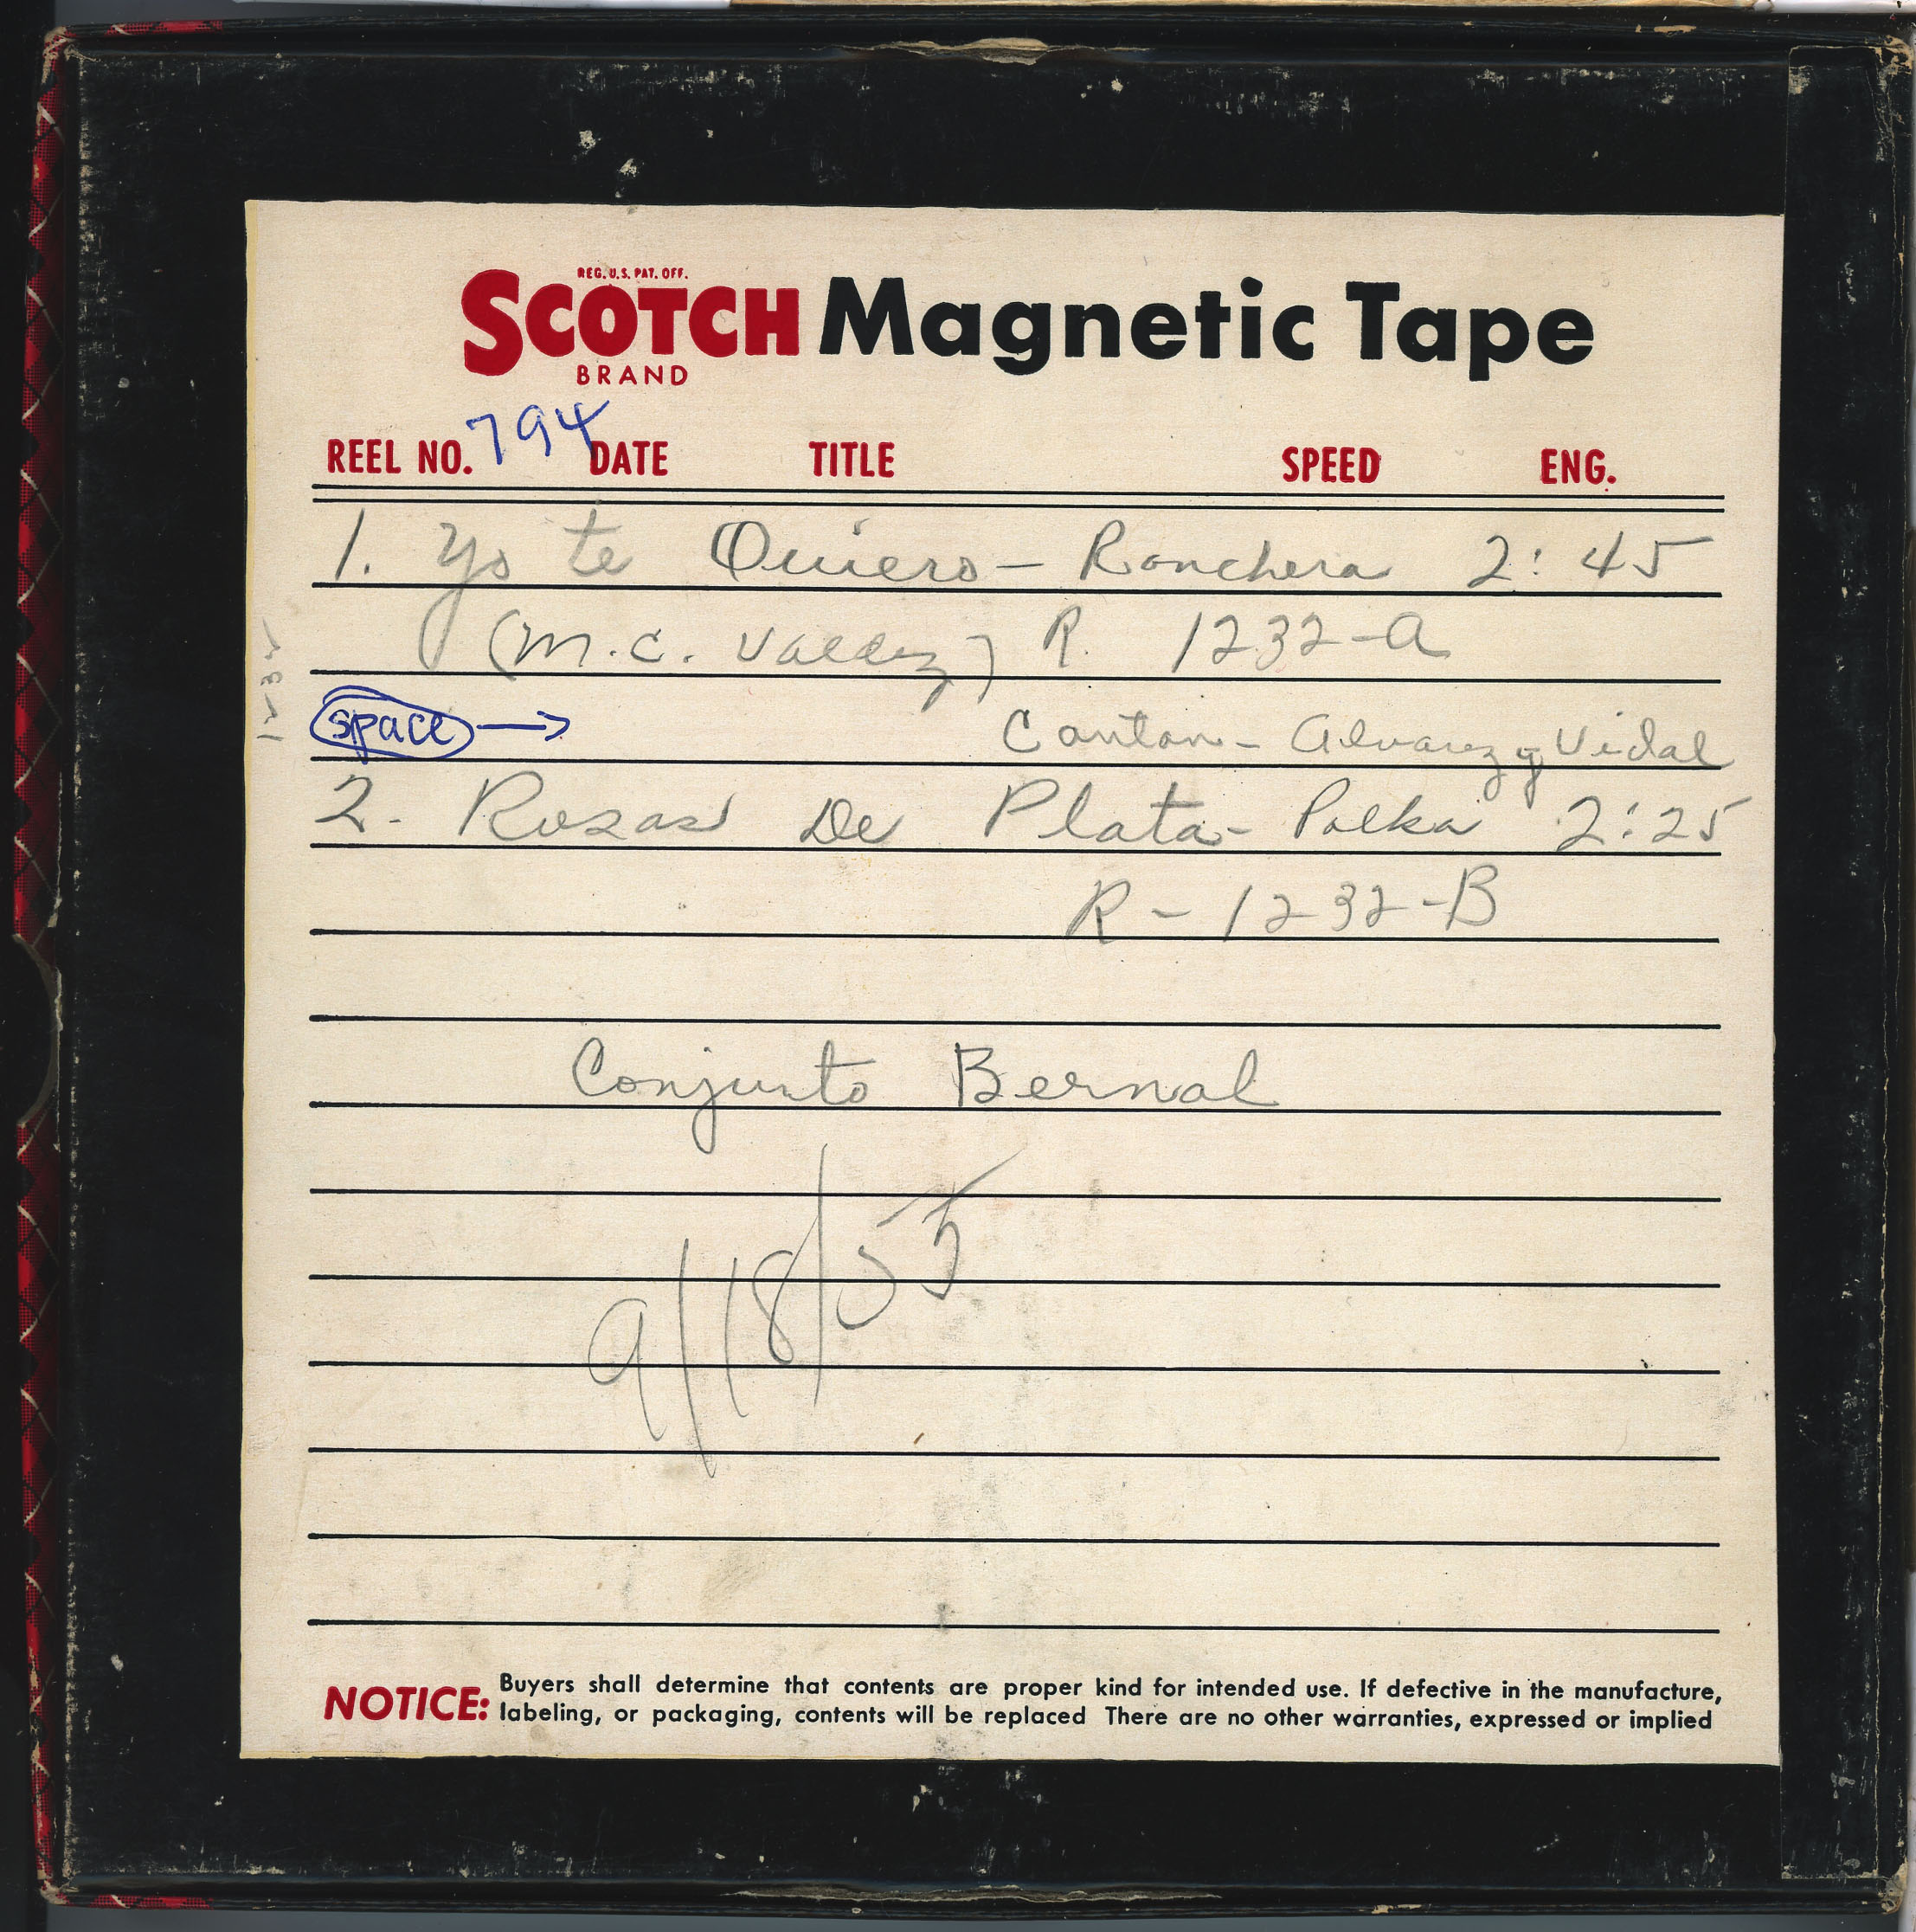 REG. U.S. PAT. OFF.
SCOTCH Magnetic Tape
BRAND
REEL NO. 794 DATE TITLE SPEED ENG.
1. Yo te Quiero - Ranchera 2:45
(M.C. Valdez) R. 1232-A
1232
space → Cantan - Alvarez y Vidal
2. Rosas De Plata - Polka 2:25
R - 1232-B
Conjunto Bernal
9/18/55
NOTICE: Buyers shall determine that contents are proper kind for intended use. If defective in the manufacture,
labeling, or packaging, contents will be replaced There are no other warranties, expressed or implied